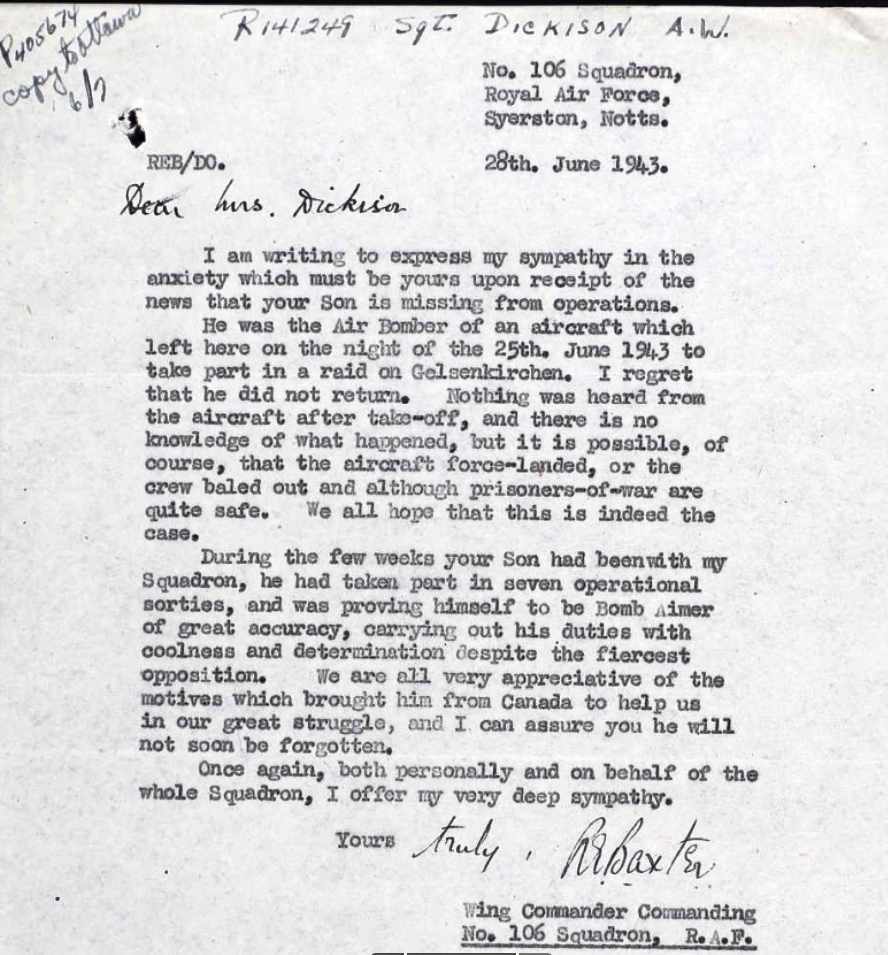 P405674
copy to Ottawa
6/7
R141249 Sgt. DICKISON A.W.
No. 106 Squadron,
Royal Air Force,
Syerston, Notts.
REB/DO.
28th. June 1943.
Dear Mrs. Dickison
I am writing to express my sympathy in the
anxiety which must be yours upon receipt of the
news that your Son is missing from operations.
He was the Air Bomber of an aircraft which
left here on the night of the 25th. June 1943 to
take part in a raid on Gelsenkirchen. I regret
that he did not return. Nothing was heard from
the aircraft after take-off, and there is no
knowledge of what happened, but it is possible, of
course, that the aircraft force-landed, or the
crew baled out and although prisoners-of-war are
quite safe. We all hope that this is indeed the
case.
During the few weeks your Son had beenwith my
Squadron, he had taken part in seven operational
sorties, and was proving himself to be Bomb Aimer
of great accuracy, carrying out his duties with
coolness and determination despite the fiercest
opposition. We are all very appreciative of the
motives which brought him from Canada to help us
in our great struggle, and I can assure you he will
not soon be forgotten.
Once again, both personally and on behalf of the
whole Squadron, I offer my very deep sympathy.
Yours truly, REBaxter
Wing Commander Commanding
No. 106 Squadron, R.A.F.